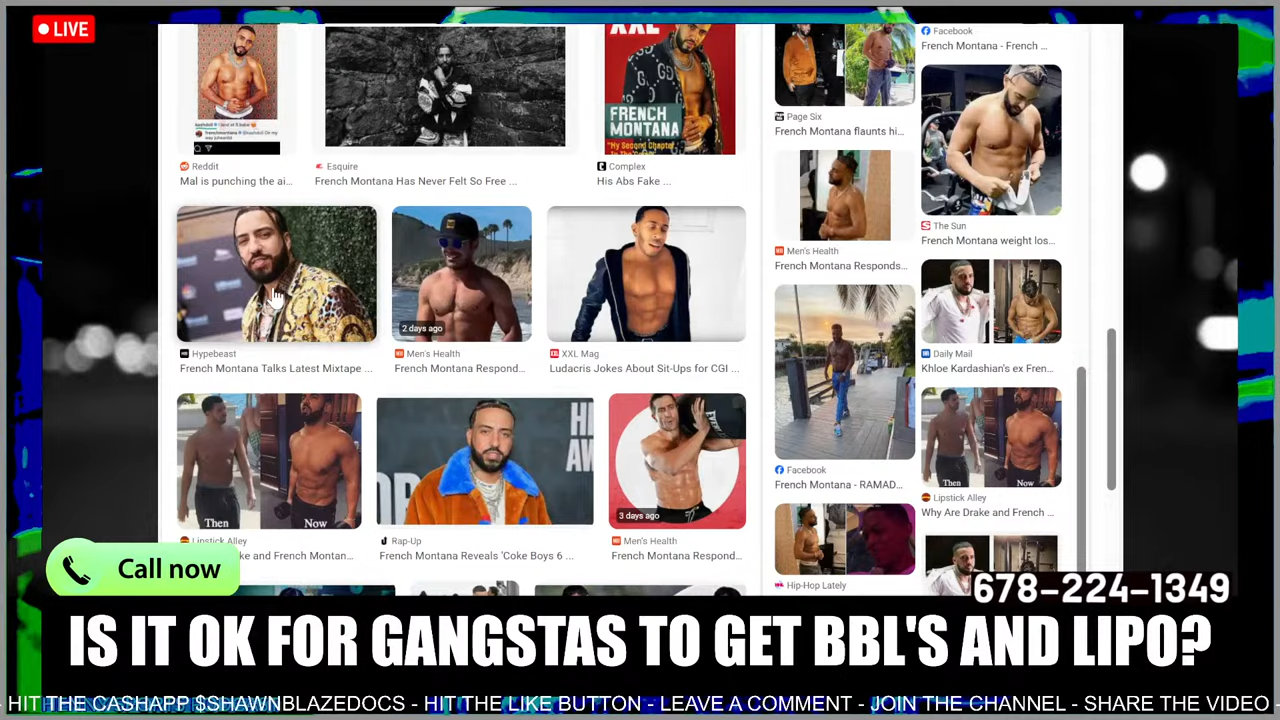 LIVE
Reddit
Mal is punching the ai...
Esquire
French Montana Has Never Felt So Free ...
XXL
FRENCH
MONTANA
"My Second Chapter
Complex
His Abs Fake ...
Hypebeast
French Montana Talks Latest Mixtape ...
2 days ago
Men's Health
French Montana Respond...
XXL Mag
Ludacris Jokes About Sit-Ups for CGI ...
Then
Now
Lipstick Alley
ke and French Montan...
Rap-Up
French Montana Reveals 'Coke Boys 6 ...
3 days ago
Men's Health
French Montana Respond...
Page Six
French Montana flaunts hi...
Men's Health
French Montana Responds...
Facebook
French Montana - RAMAD...
Hip-Hop Lately
Facebook
French Montana - French ...
The Sun
French Montana weight los...
Daily Mail
Khloe Kardashian's ex Fren...
Then
Now
Lipstick Alley
Why Are Drake and French ...
Call now
678-224-1349
IS IT OK FOR GANGSTAS TO GET BBL'S AND LIPO?
HIT THE CASHAPP $SHAWNBLAZEDOCS - HIT THE LIKE BUTTON - LEAVE A COMMENT - JOIN THE CHANNEL - SHARE THE VIDEO -